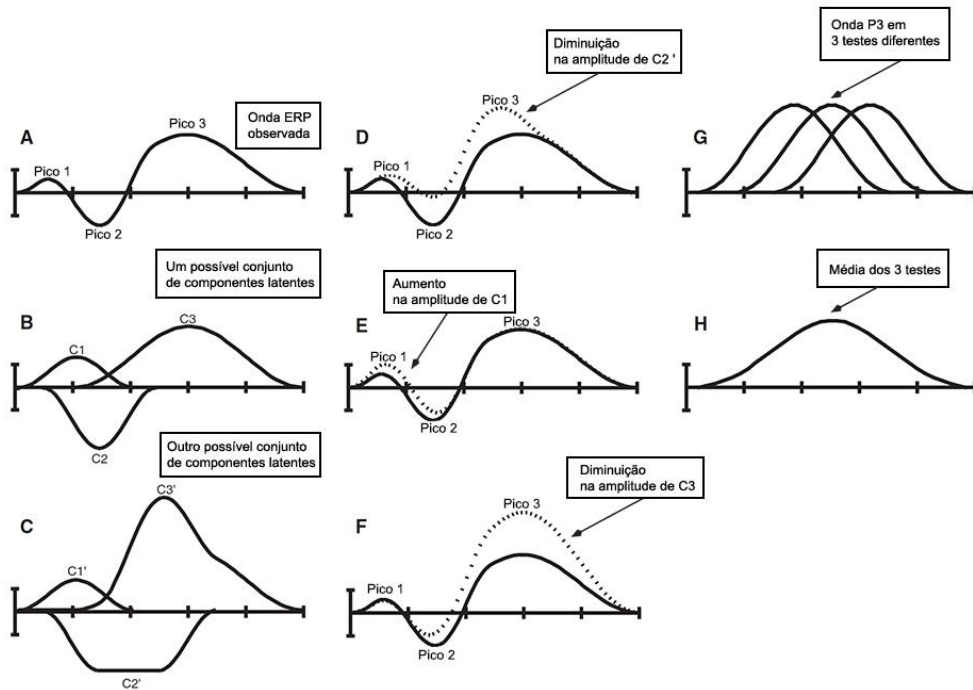 A
Onda ERP
observada
Pico 1
Pico 2
Pico 3
B
Um possível conjunto
de componentes latentes
C1
C2
C3
C
Outro possível conjunto
de componentes latentes
C1'
C2'
C3'
D
Diminuição
na amplitude de C2 '
Pico 3
Pico 1
Pico 2
E
Aumento
na amplitude de C1
Pico 1
Pico 3
Pico 2
F
Diminuição
na amplitude de C3
Pico 3
Pico 1
Pico 2
G
Onda P3 em
3 testes diferentes
H
Média dos 3 testes